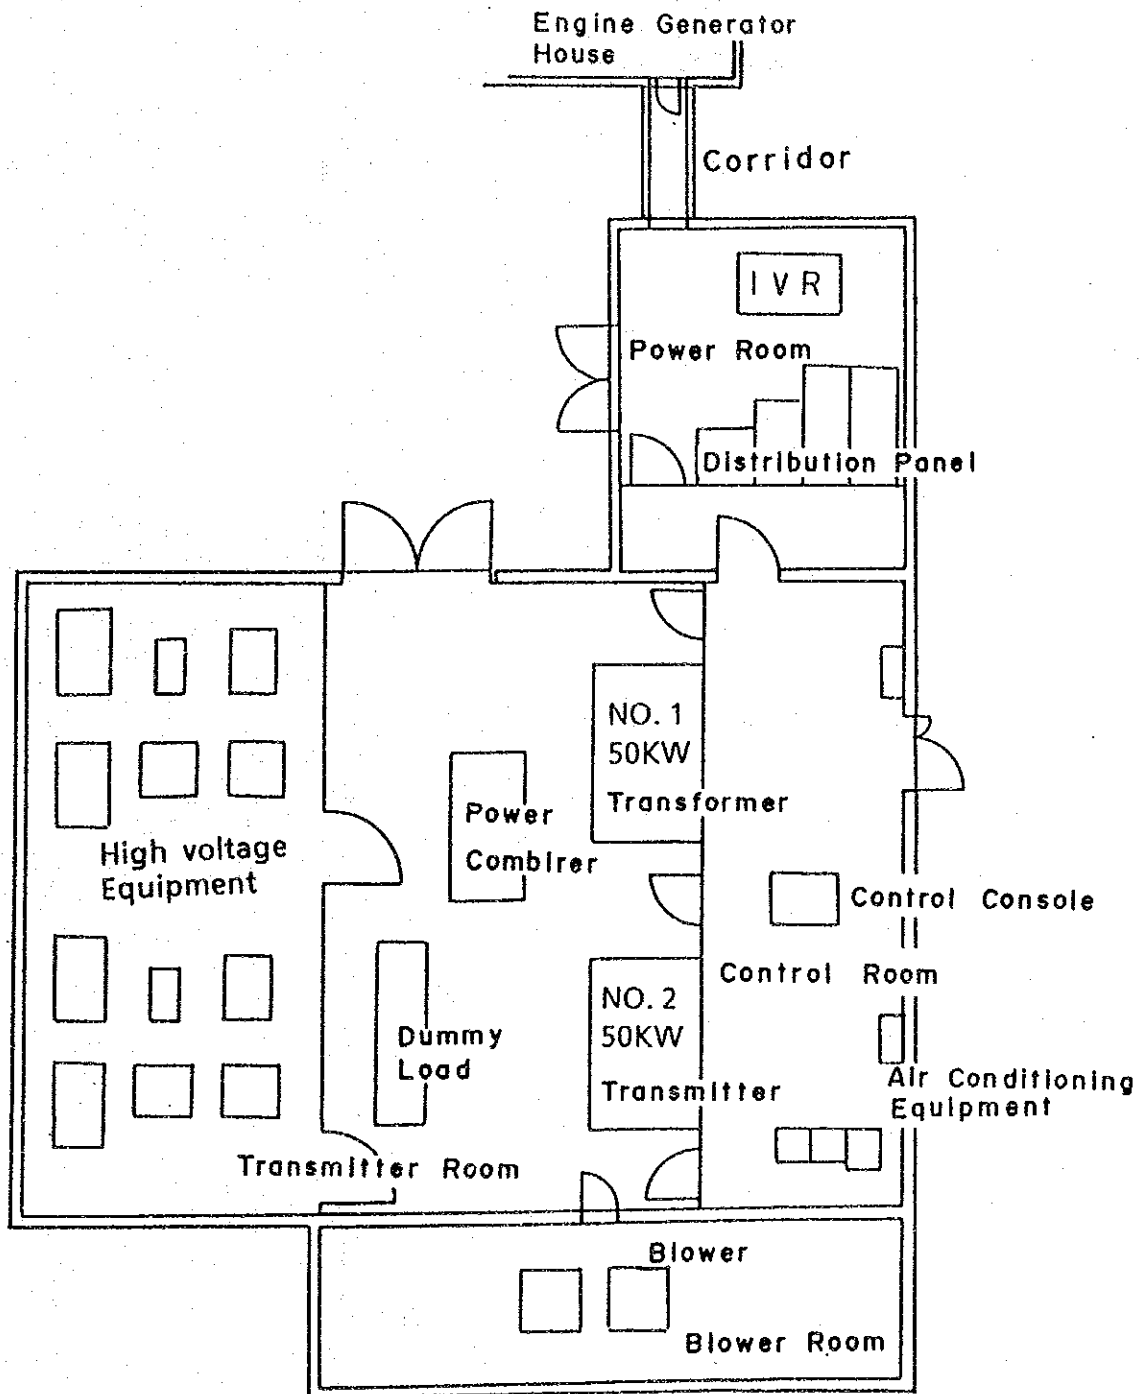 Engine Generator
House
Corridor
IVR
Power Room
Distribution Panel
NO. 1
50KW
Transformer
Power
Combirer
High voltage
Equipment
Control Console
Control Room
NO. 2
50KW
Transmitter
Dummy
Load
Air Conditioning
Equipment
Transmitter Room
Blower
Blower Room